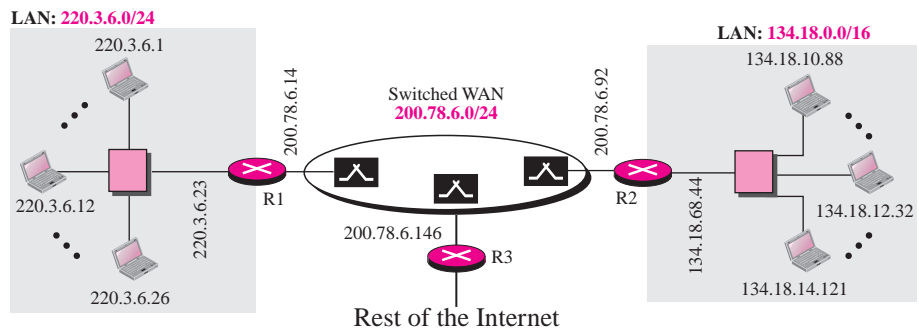 LAN: 220.3.6.0/24
220.3.6.1
220.3.6.12
220.3.6.26
220.3.6.23
R1
200.78.6.14
Switched WAN
200.78.6.0/24
200.78.6.146
R3
Rest of the Internet
200.78.6.92
R2
LAN: 134.18.0.0/16
134.18.10.88
134.18.68.44
134.18.12.32
134.18.14.121